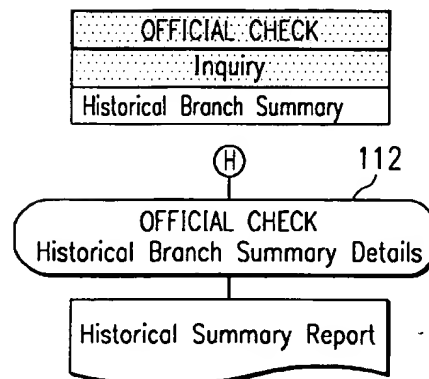 OFFICIAL CHECK
Inquiry
Historical Branch Summary
H
112
OFFICIAL CHECK
Historical Branch Summary Details
Historical Summary Report